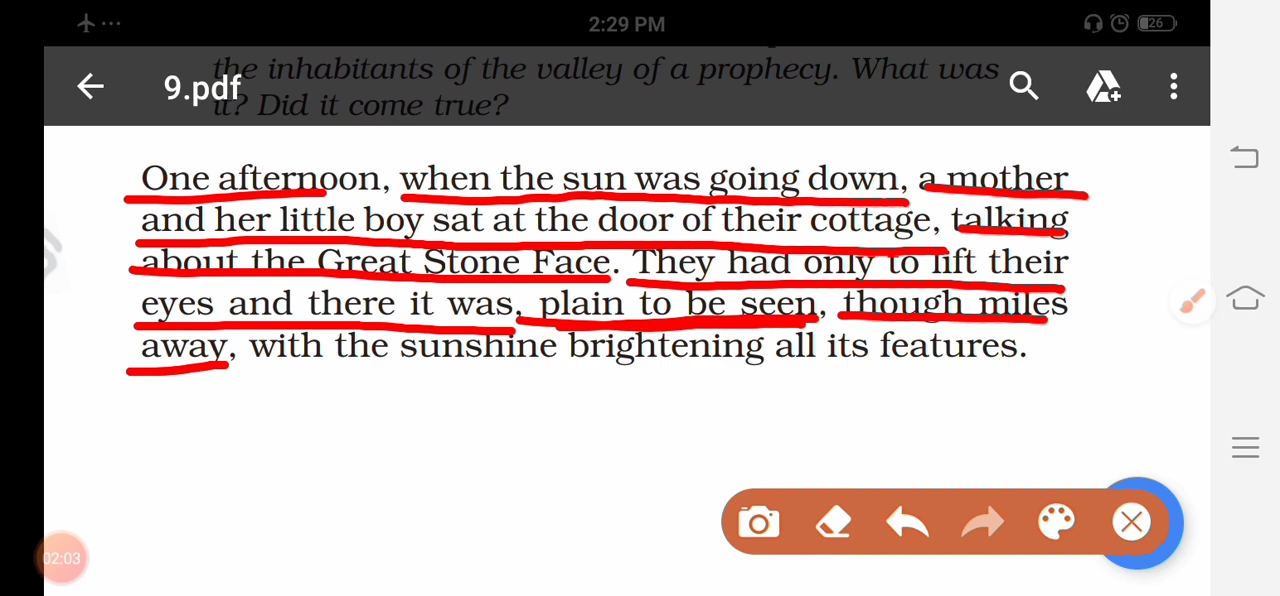 2:29 PM
26
the inhabitants of the valley of a prophecy. What was
9.pdf
it? Did it come true?
One afternoon, when the sun was going down, a mother
and her little boy sat at the door of their cottage, talking
about the Great Stone Face. They had only to lift their
eyes and there it was, plain to be seen, though miles
away, with the sunshine brightening all its features.
02:03